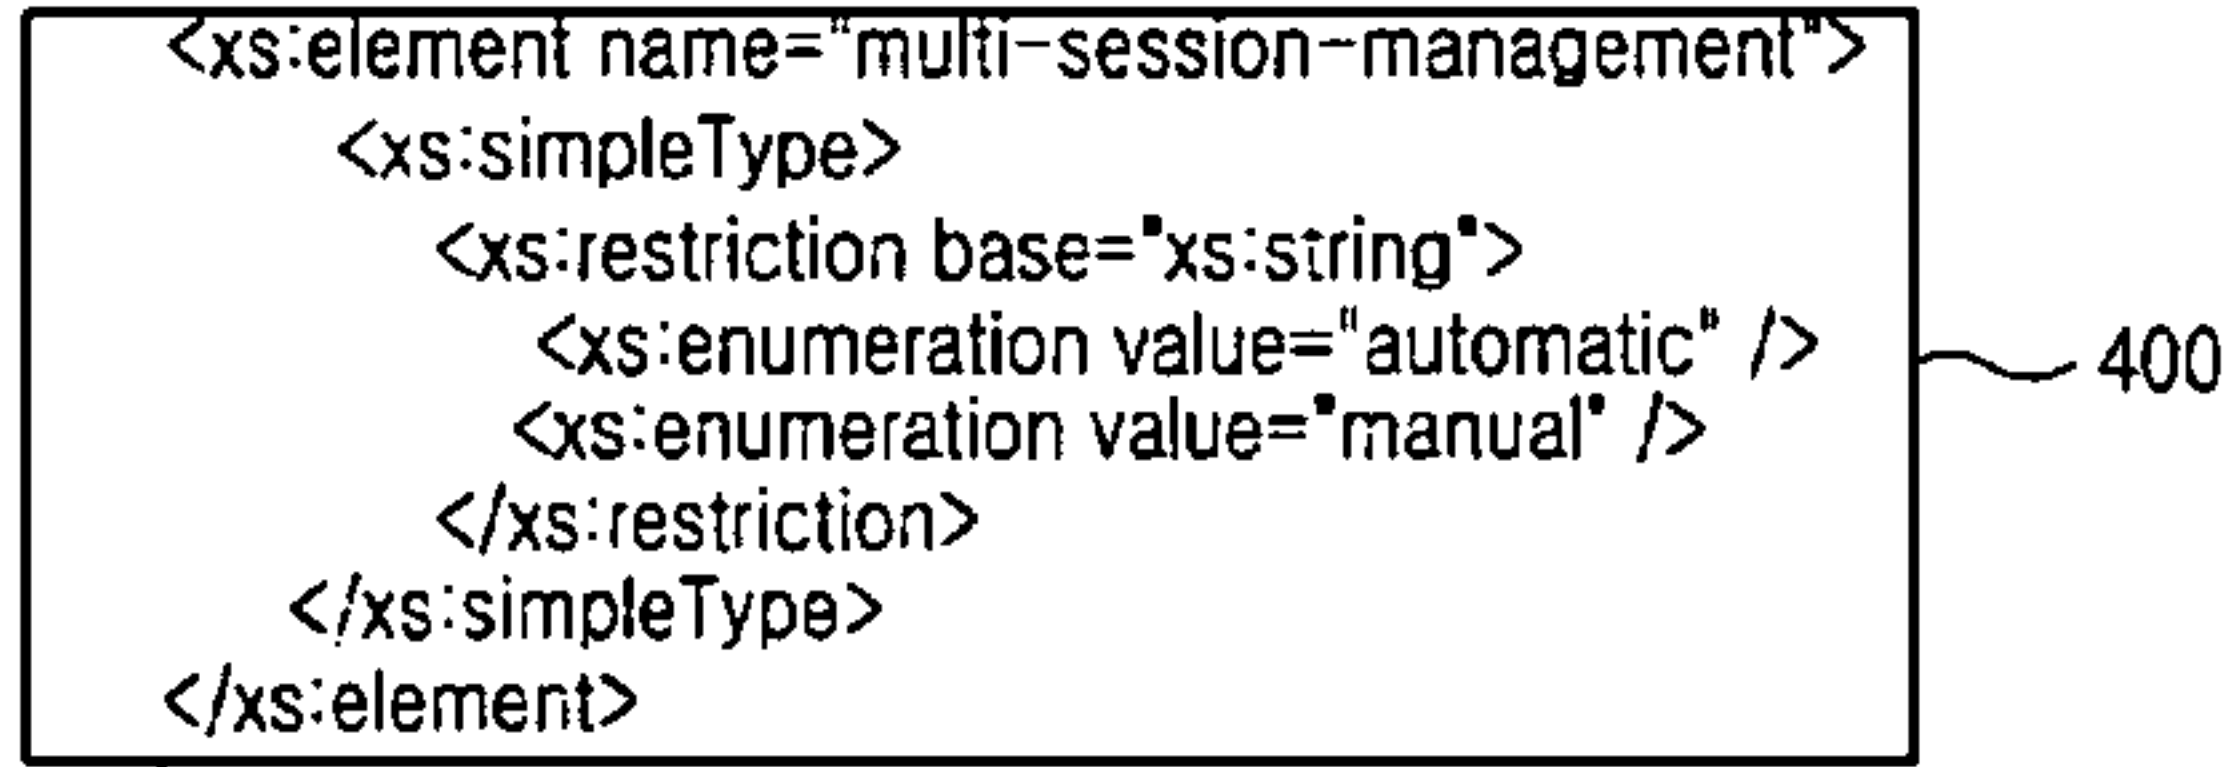 <xs:element name="multi-session-management">
<xs:simpleType>
<xs:restriction base="xs:string">
<xs:enumeration value="automatic" />
<xs:enumeration value="manual" />
</xs:restriction>
</xs:simpleType>
</xs:element>
400